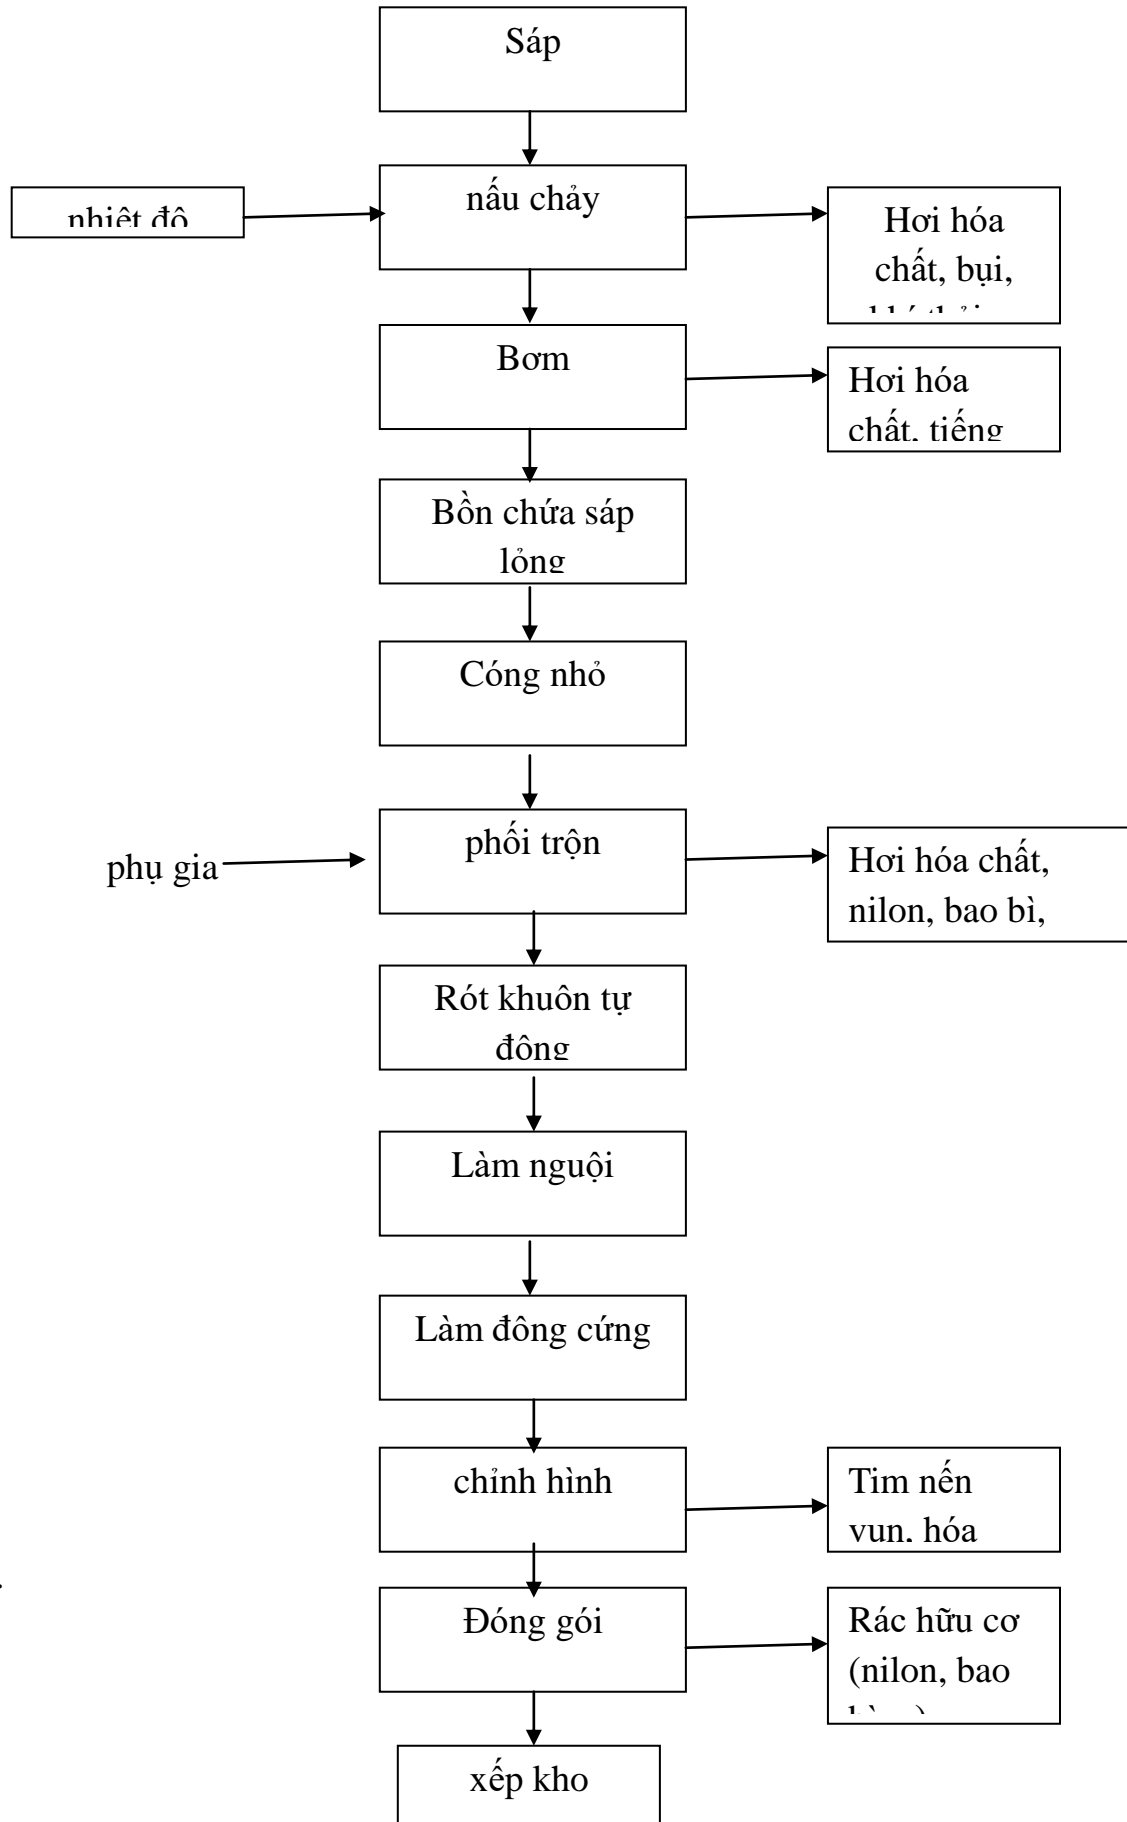 Sáp
nấu chảy
nhiệt độ
Hơi hóa
chất, bụi,
Bơm
Hơi hóa
chất, tiếng
Bồn chứa sáp
lỏng
Cóng nhỏ
phối trộn
phụ gia
Hơi hóa chất,
nilon, bao bì,
Rót khuôn tự
động
Làm nguội
Làm đông cứng
chỉnh hình
Tim nến
vụn, hóa
Đóng gói
Rác hữu cơ
(nilon, bao
xếp kho